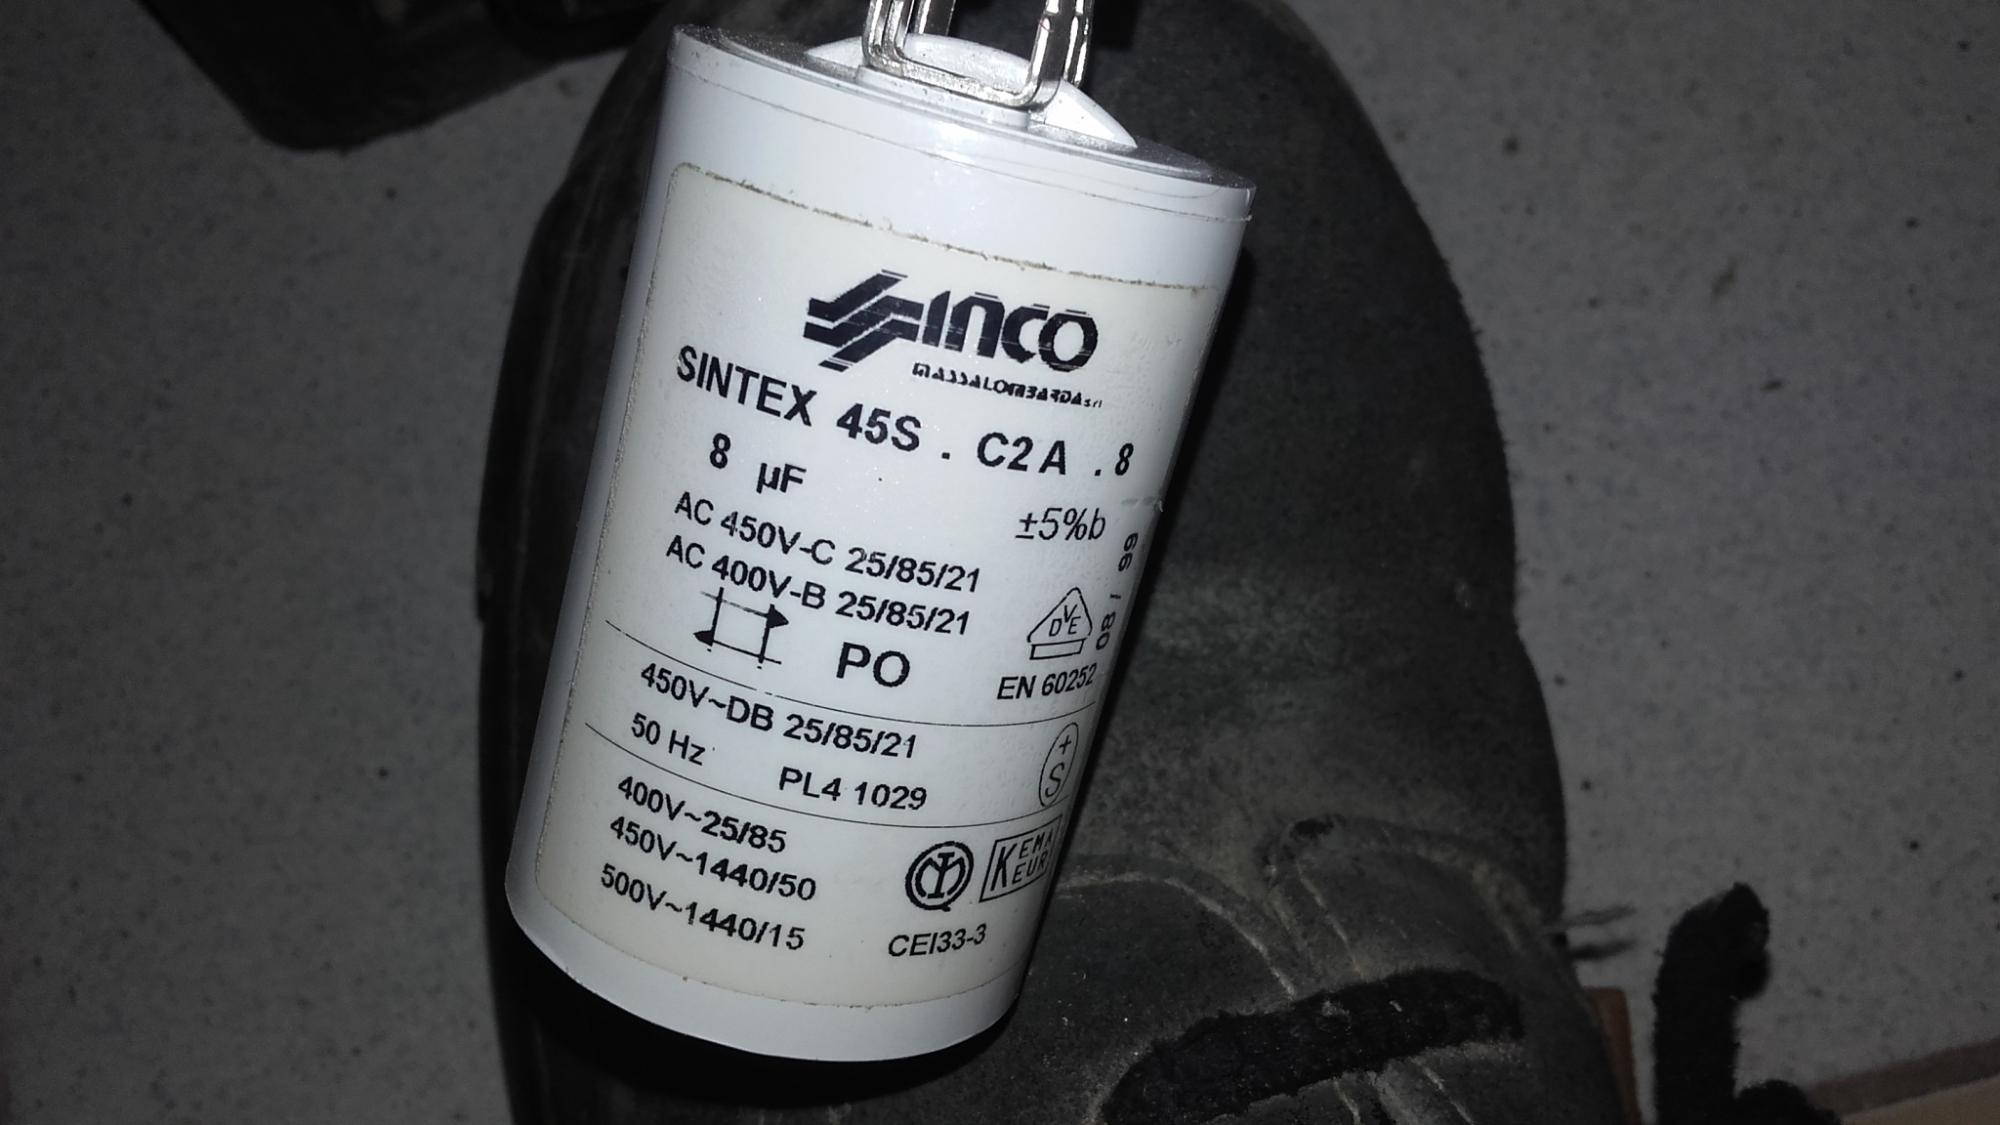 SINCO
MASSALOMBARDA s.r.l
SINTEX 45S . C2A . 8
8 µF
±5%b
AC 450V-C 25/85/21
AC 400V-B 25/85/21
08 / 99
VDE
PO
EN 60252
450V~DB 25/85/21
50 Hz PL4 1029
+S
400V~25/85
450V~1440/50
500V~1440/15
KEMA
KEUR
CEI33-3